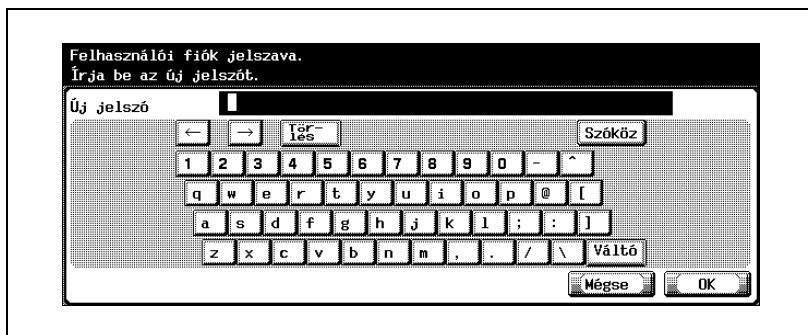 Felhasználói fiók jelszava.
Írja be az új jelszót.
Új jelszó
← → Tör-
lés Szóköz
1 2 3 4 5 6 7 8 9 0 - ^
q w e r t y u i o p @ [
a s d f g h j k l ; : ]
z x c v b n m , . / \ Váltó
Mégse OK